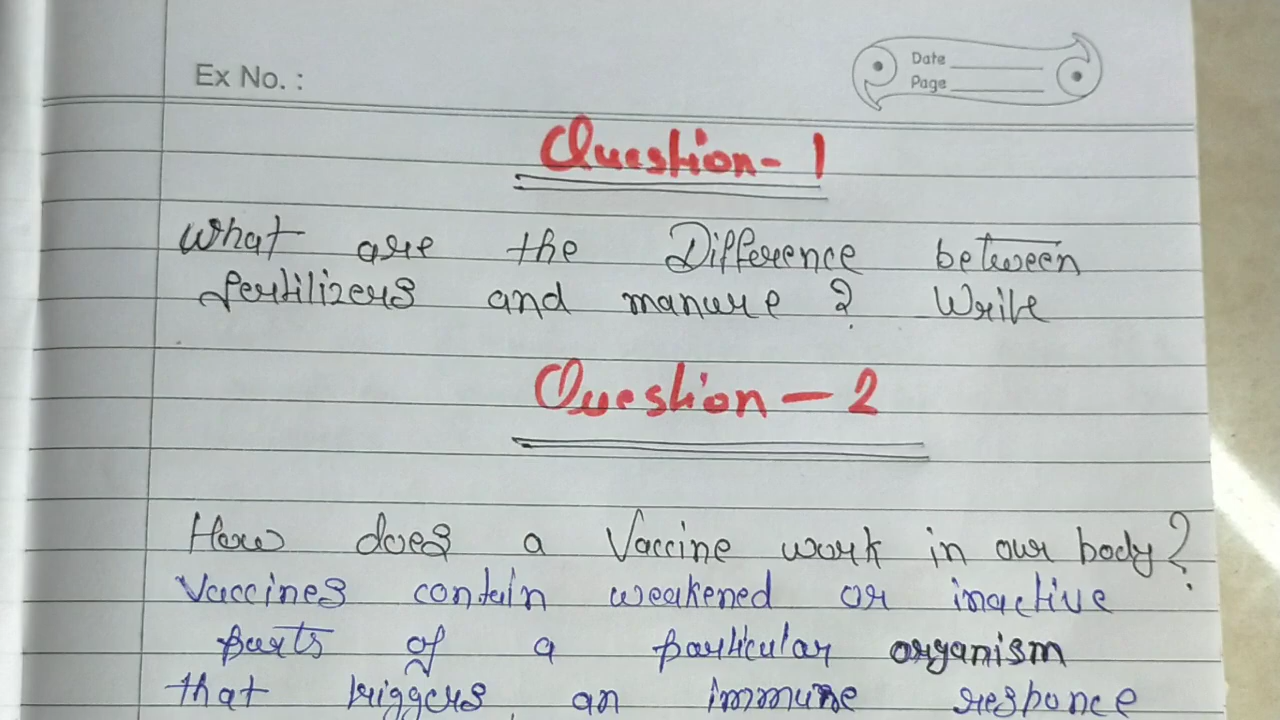 Ex No. :
Date
Page
Question- 1
What are the Difference between
fertilizers and manure ? Write
Question - 2
How does a Vaccine work in our body?
Vaccines contain weakened or inactive
parts of a particular organism
that triggers an immune responce